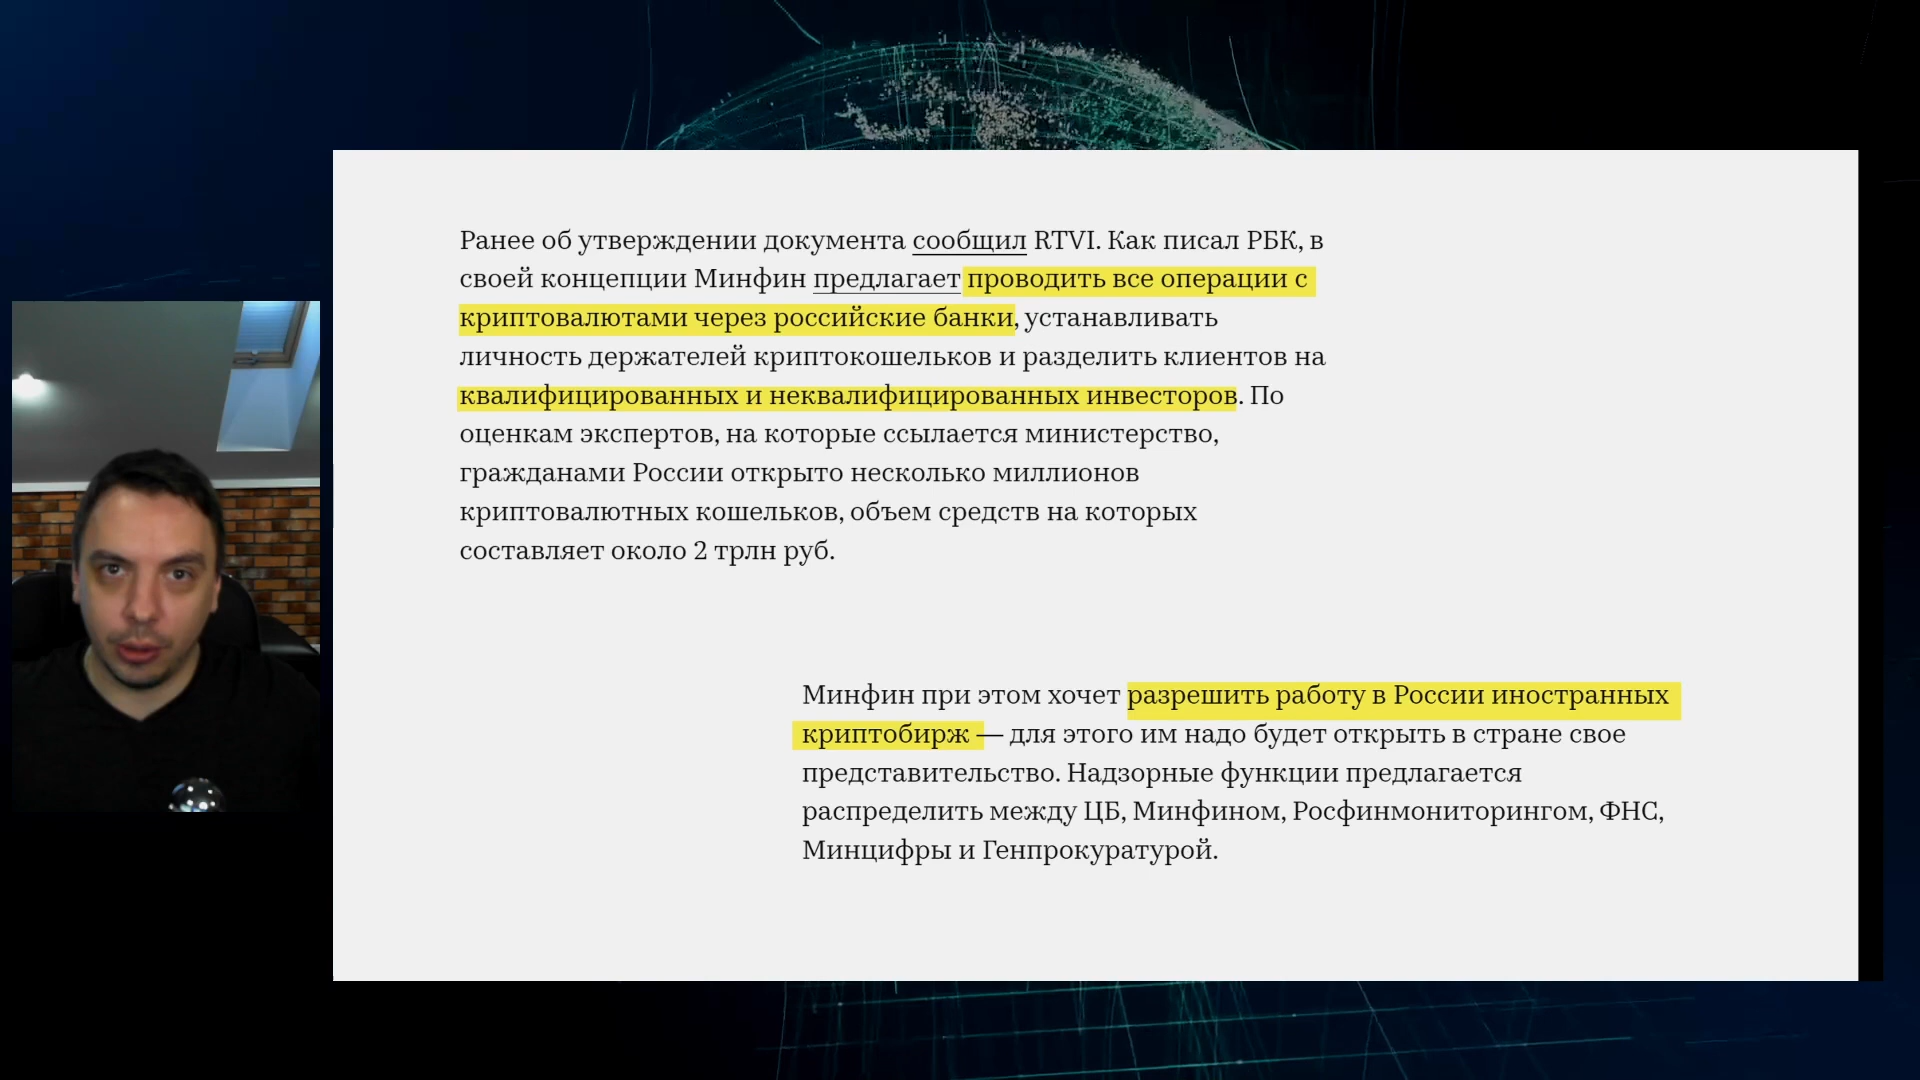 Ранее об утверждении документа сообщил RTVI. Как писал РБК, в
своей концепции Минфин предлагает проводить все операции с
криптовалютами через российские банки, устанавливать
личность держателей криптокошельков и разделить клиентов на
квалифицированных и неквалифицированных инвесторов. По
оценкам экспертов, на которые ссылается министерство,
гражданами России открыто несколько миллионов
криптовалютных кошельков, объем средств на которых
составляет около 2 трлн руб.
Минфин при этом хочет разрешить работу в России иностранных
криптобирж — для этого им надо будет открыть в стране свое
представительство. Надзорные функции предлагается
распределить между ЦБ, Минфином, Росфинмониторингом, ФНС,
Минцифры и Генпрокуратурой.